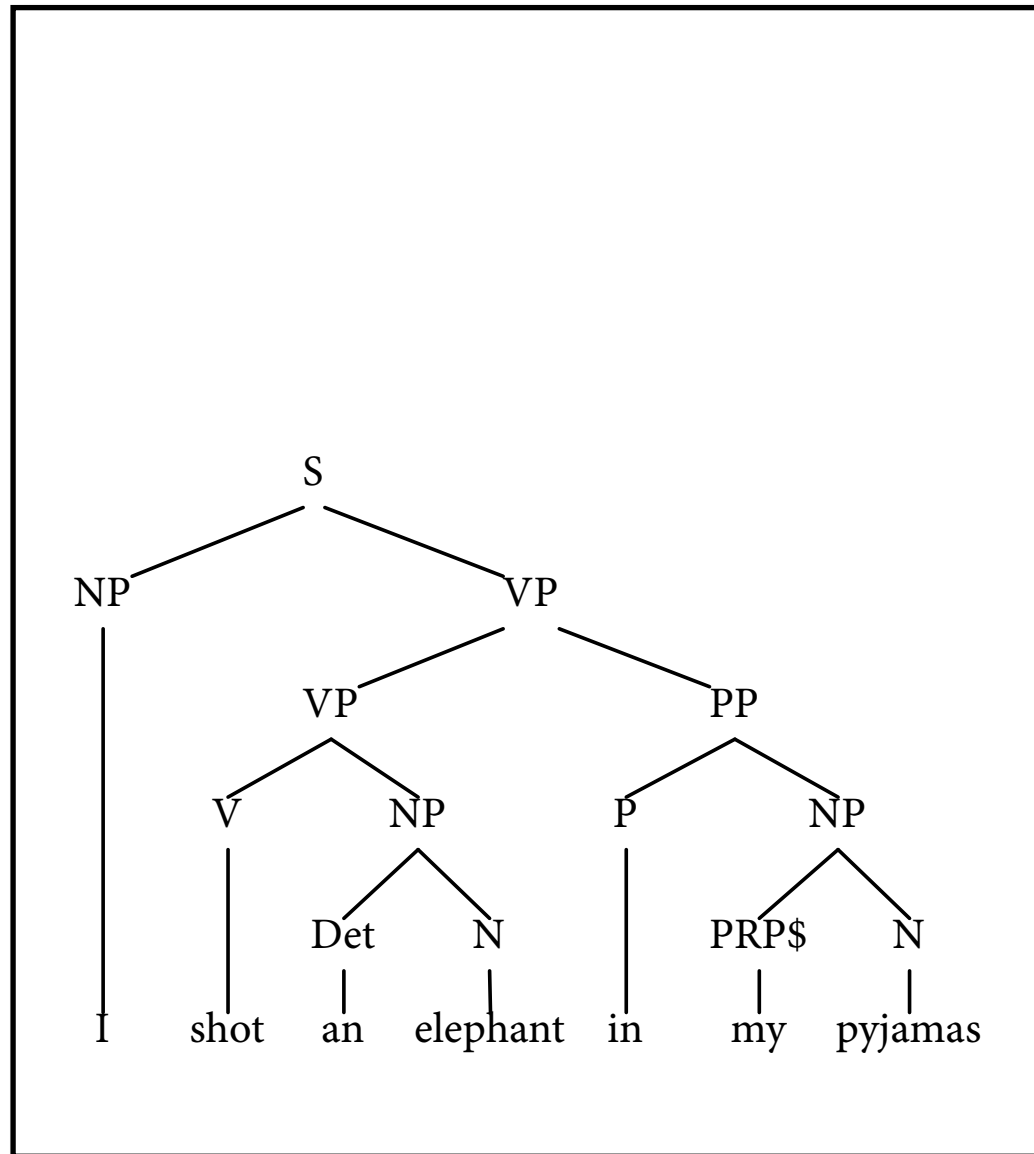 S
NP VP
VP PP
V NP P NP
Det N PRP$ N
I shot an elephant in my pyjamas